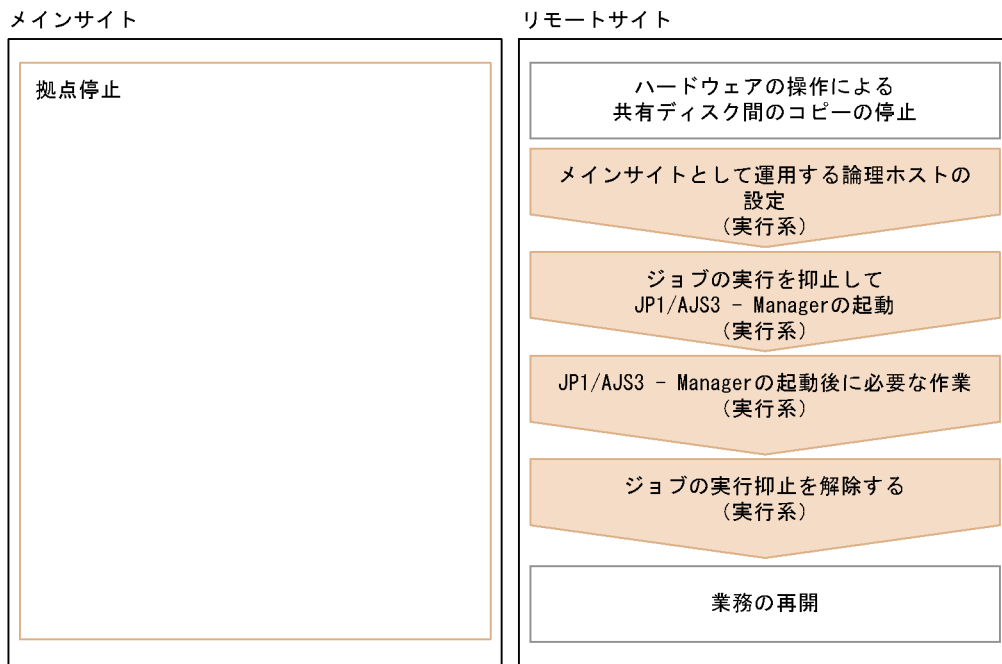 メインサイト
拠点停止
リモートサイト
ハードウェアの操作による
共有ディスク間のコピーの停止
メインサイトとして運用する論理ホストの
設定
(実行系)
ジョブの実行を抑止して
JP1/AJS3 - Managerの起動
(実行系)
JP1/AJS3 - Managerの起動後に必要な作業
(実行系)
ジョブの実行抑止を解除する
(実行系)
業務の再開